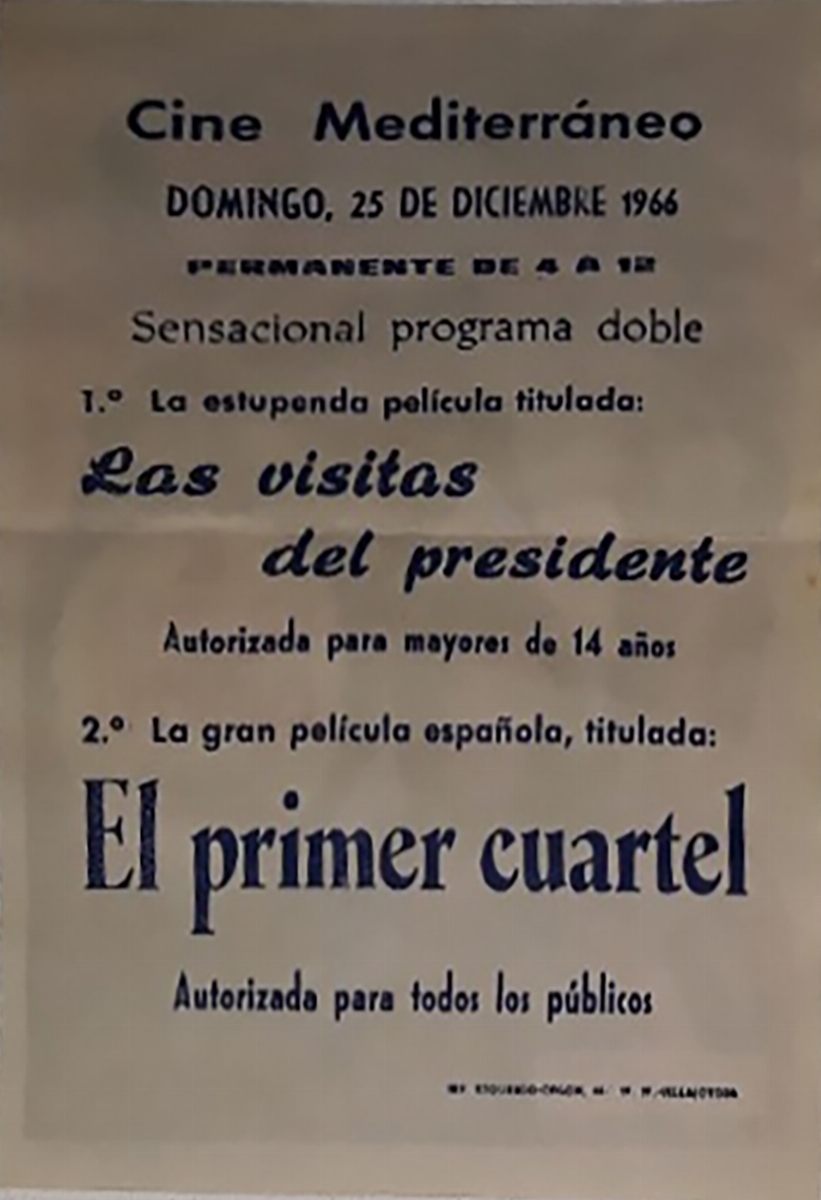 Cine Mediterráneo
DOMINGO, 25 DE DICIEMBRE 1966
PERMANENTE DE 4 A 12
Sensacional programa doble
1.º La estupenda película titulada:
Las visitas
del presidente
Autorizada para mayores de 14 años
2.º La gran película española, titulada:
El primer cuartel
Autorizada para todos los públicos